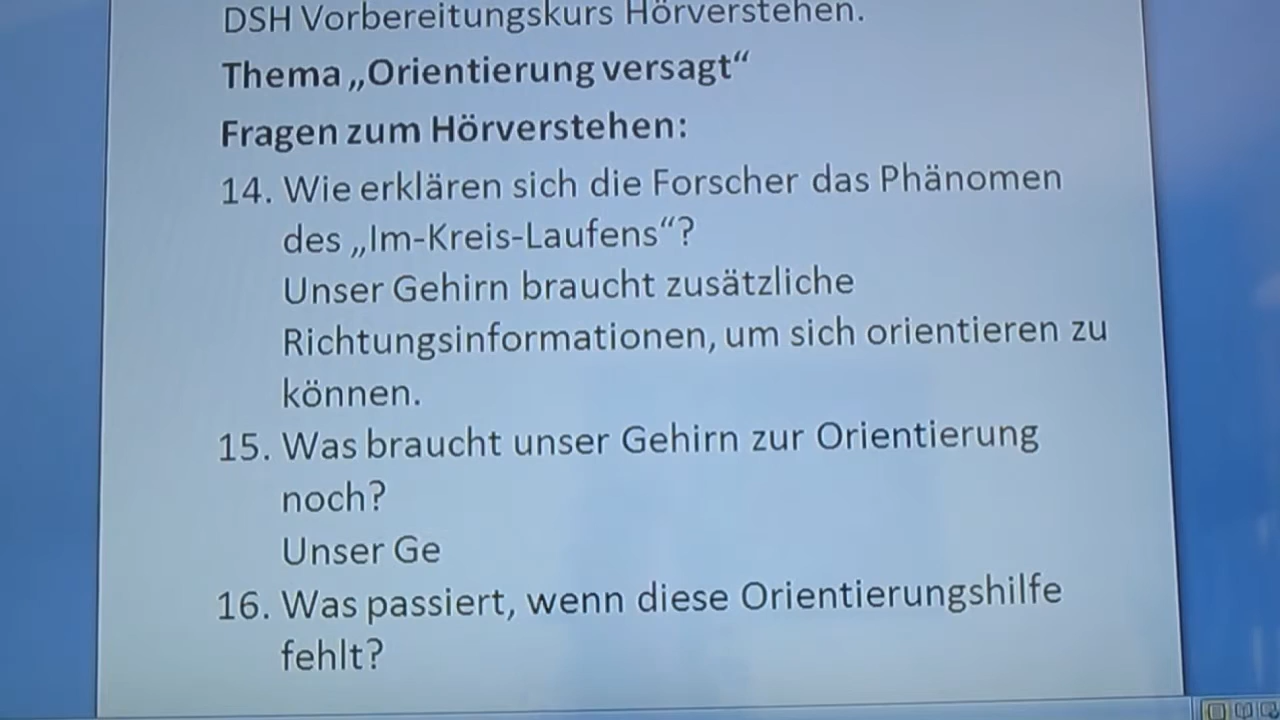 DSH Vorbereitungskurs Hörverstehen.
Thema „Orientierung versagt“
Fragen zum Hörverstehen:
14. Wie erklären sich die Forscher das Phänomen
des „Im-Kreis-Laufens“?
Unser Gehirn braucht zusätzliche
Richtungsinformationen, um sich orientieren zu
können.
15. Was braucht unser Gehirn zur Orientierung
noch?
Unser Ge
16. Was passiert, wenn diese Orientierungshilfe
fehlt?